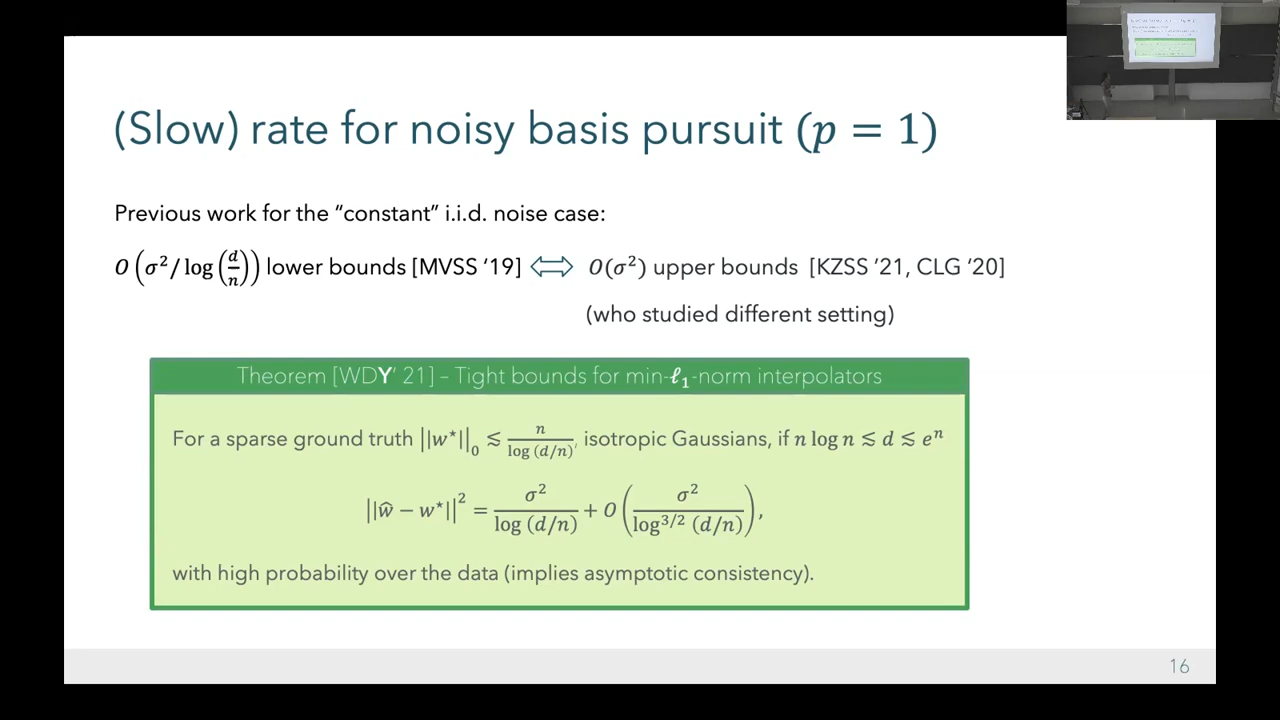 (Slow) rate for noisy basis pursuit (p = 1)
Previous work for the “constant” i.i.d. noise case:
O (σ²/ log (d/n)) lower bounds [MVSS ‘19] ⟺ O(σ²) upper bounds [KZSS ‘21, CLG ‘20]
(who studied different setting)
Theorem [WDY’ 21] – Tight bounds for min-ℓ₁-norm interpolators
For a sparse ground truth ||w⋆||₀ ≲ n / log (d/n), isotropic Gaussians, if n log n ≲ d ≲ eⁿ
||ŵ − w⋆||² = σ² / log (d/n) + O (σ² / log^{3/2} (d/n)),
with high probability over the data (implies asymptotic consistency).
16